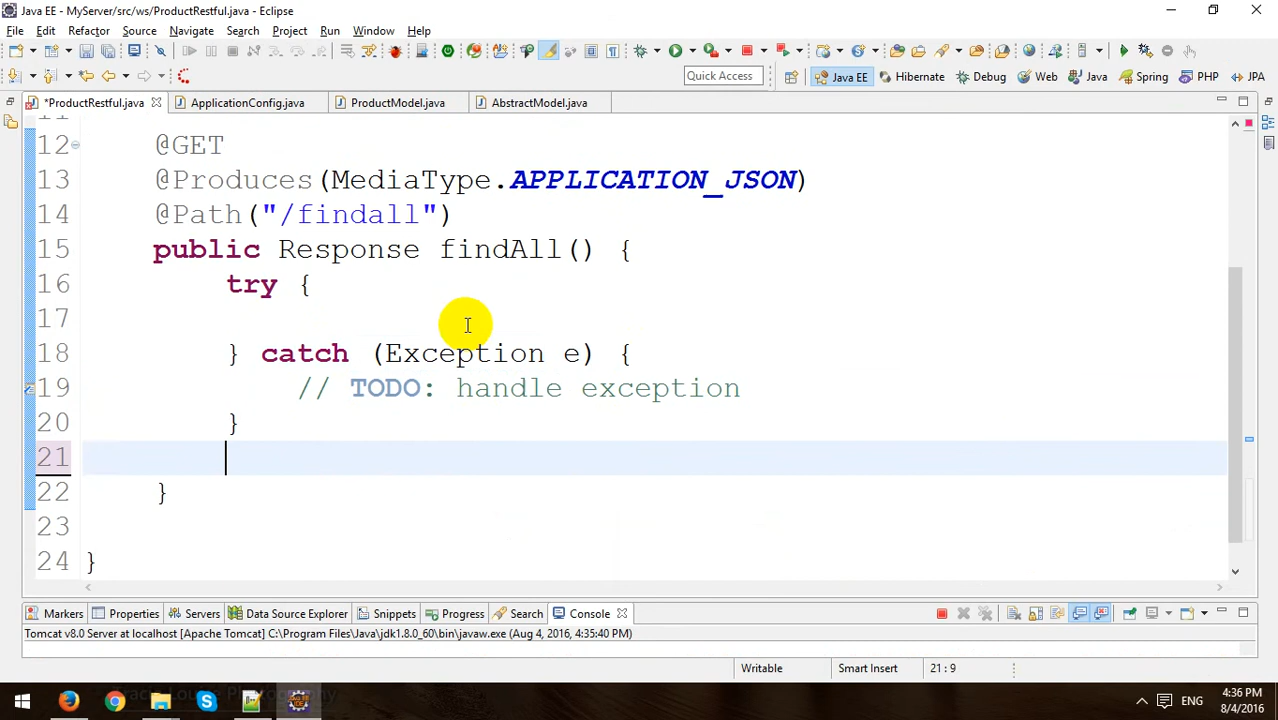 Java EE - MyServer/src/ws/ProductRestful.java - Eclipse
File Edit Refactor Source Navigate Search Project Run Window Help
Quick Access Java EE Hibernate Debug Web Java Spring PHP JPA
*ProductRestful.java ApplicationConfig.java ProductModel.java AbstractModel.java
11
12 @GET
13 @Produces(MediaType.APPLICATION_JSON)
14 @Path("/findall")
15 public Response findAll() {
16 try {
17
18 } catch (Exception e) {
19 // TODO: handle exception
20 }
21
22 }
23
24 }
Markers Properties Servers Data Source Explorer Snippets Progress Search Console
Tomcat v8.0 Server at localhost [Apache Tomcat] C:\Program Files\Java\jdk1.8.0_60\bin\javaw.exe (Aug 4, 2016, 4:35:40 PM)
Writable Smart Insert 21 : 9
ENG 4:36 PM
8/4/2016